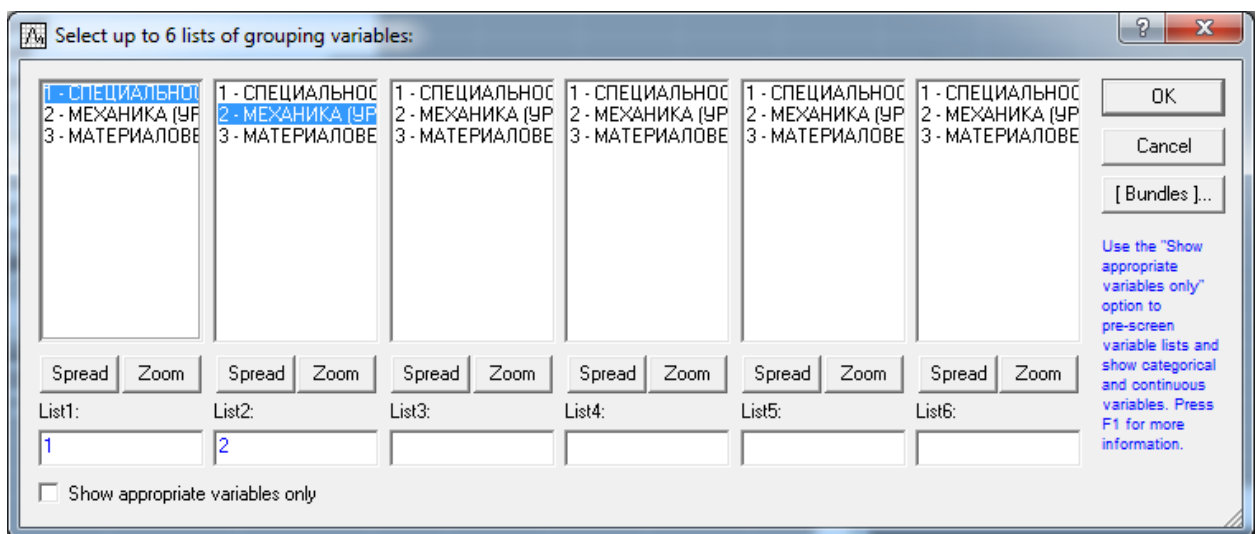 Select up to 6 lists of grouping variables:
1 - СПЕЦИАЛЬНОС 1 - СПЕЦИАЛЬНОС 1 - СПЕЦИАЛЬНОС 1 - СПЕЦИАЛЬНОС 1 - СПЕЦИАЛЬНОС 1 - СПЕЦИАЛЬНОС
2 - МЕХАНИКА (УР 2 - МЕХАНИКА (УР 2 - МЕХАНИКА (УР 2 - МЕХАНИКА (УР 2 - МЕХАНИКА (УР 2 - МЕХАНИКА (УР
3 - МАТЕРИАЛОВЕ 3 - МАТЕРИАЛОВЕ 3 - МАТЕРИАЛОВЕ 3 - МАТЕРИАЛОВЕ 3 - МАТЕРИАЛОВЕ 3 - МАТЕРИАЛОВЕ
Spread Zoom Spread Zoom Spread Zoom Spread Zoom Spread Zoom Spread Zoom
List1: List2: List3: List4: List5: List6:
1 2
Show appropriate variables only
OK
Cancel
[ Bundles ]...
Use the "Show
appropriate
variables only"
option to
pre-screen
variable lists and
show categorical
and continuous
variables. Press
F1 for more
information.